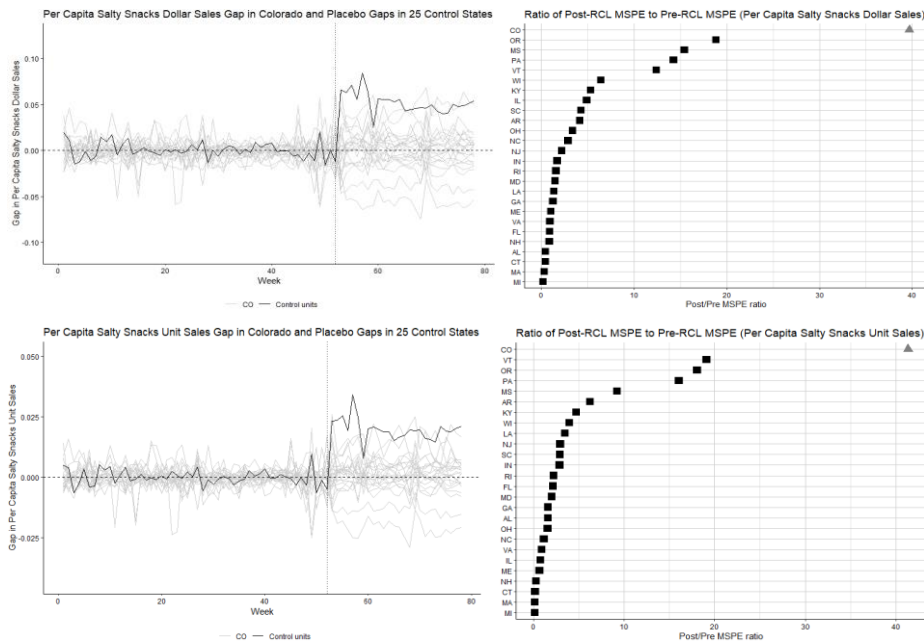 Per Capita Salty Snacks Dollar Sales Gap in Colorado and Placebo Gaps in 25 Control States
Gap in Per Capita Salty Snacks Dollar Sales
0.10
0.05
0.00
-0.05
-0.10
0
20
40
60
80
Week
CO
Control units
Ratio of Post-RCL MSPE to Pre-RCL MSPE (Per Capita Salty Snacks Dollar Sales)
CO
OR
MS
PA
VT
WI
KY
IL
SC
AR
OH
NC
NJ
IN
RI
MD
LA
GA
ME
VA
FL
NH
AL
CT
MA
MI
0
10
20
30
40
Post/Pre MSPE ratio
Per Capita Salty Snacks Unit Sales Gap in Colorado and Placebo Gaps in 25 Control States
Gap in Per Capita Salty Snacks Unit Sales
0.050
0.025
0.000
-0.025
0
20
40
60
80
Week
CO
Control units
Ratio of Post-RCL MSPE to Pre-RCL MSPE (Per Capita Salty Snacks Unit Sales)
CO
VT
OR
PA
MS
AR
KY
WI
LA
NJ
SC
IN
RI
FL
MD
GA
AL
OH
NC
VA
IL
ME
NH
CT
MA
MI
0
10
20
30
40
Post/Pre MSPE ratio